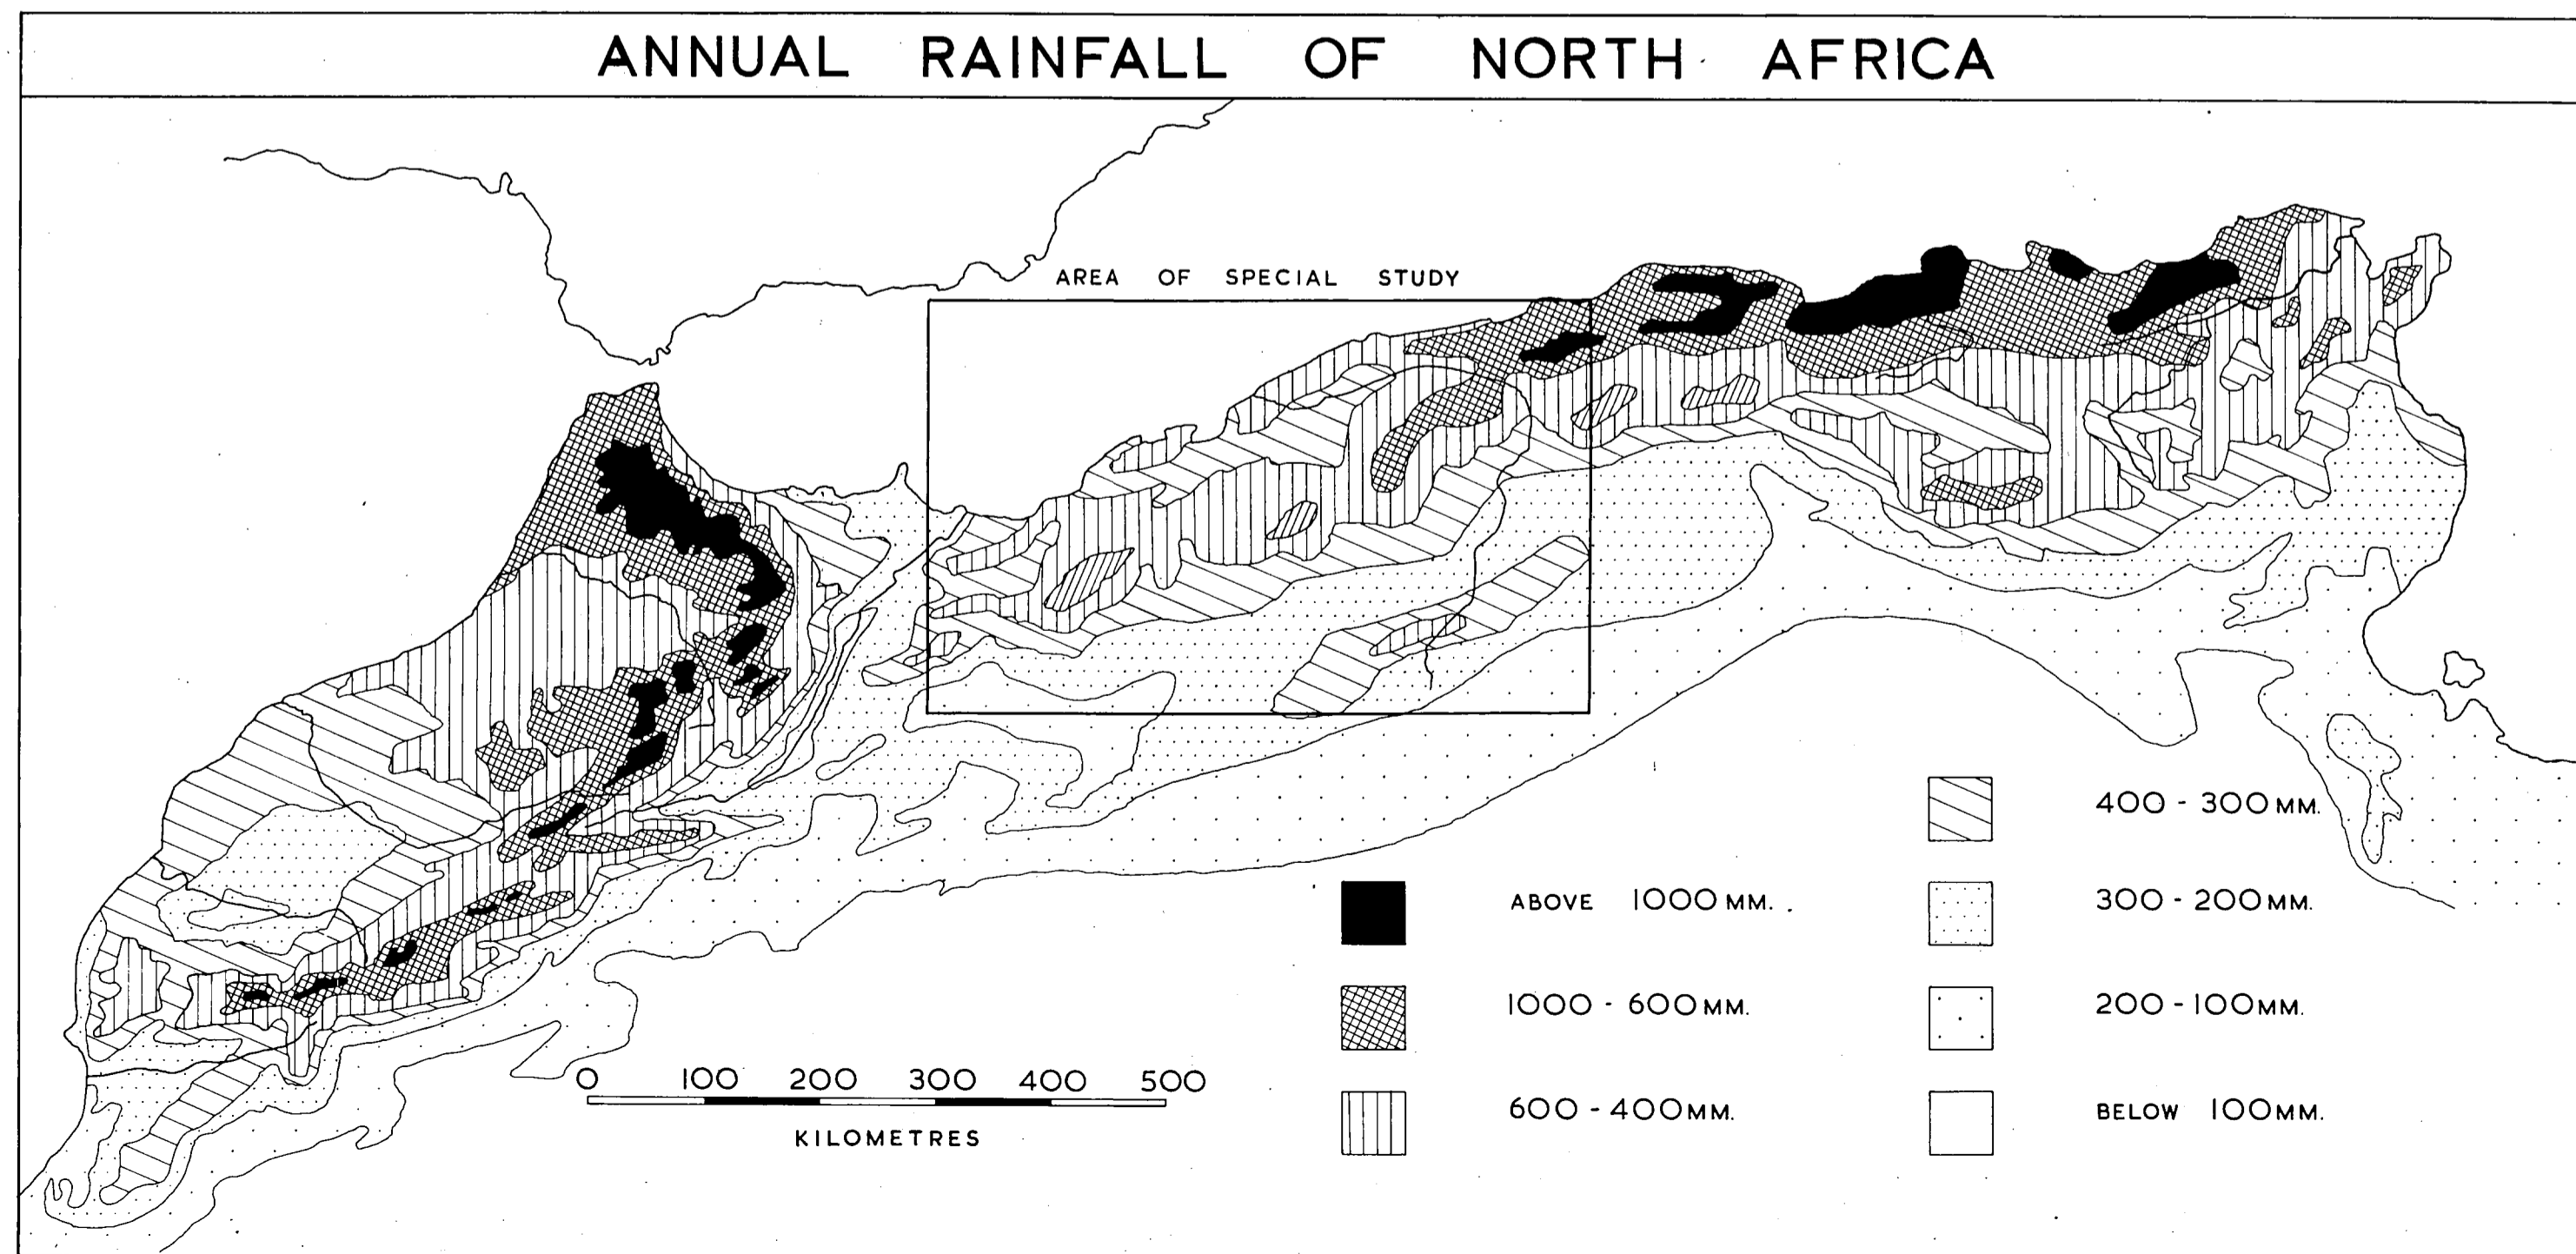 ANNUAL RAINFALL OF NORTH AFRICA
AREA OF SPECIAL STUDY
400 - 300 MM.
ABOVE 1000 MM.
300 - 200 MM.
1000 - 600 MM.
200 - 100 MM.
600 - 400 MM.
BELOW 100 MM.
0 100 200 300 400 500
KILOMETRES